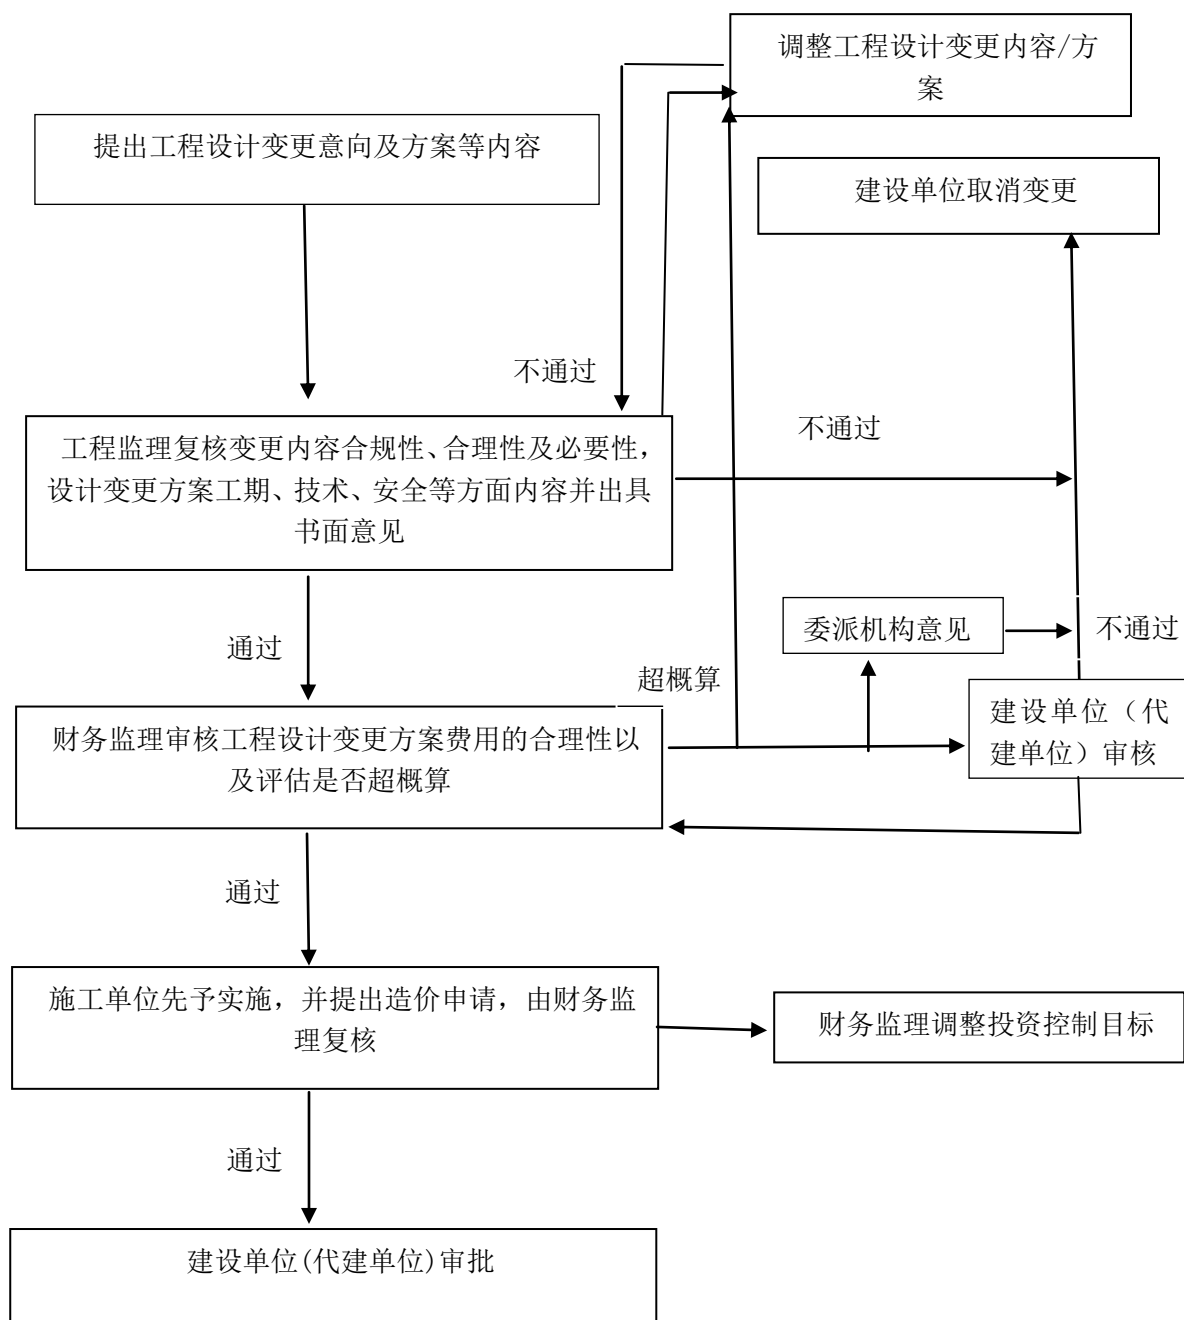 调整工程设计变更内容/方
案
提出工程设计变更意向及方案等内容
建设单位取消变更
不通过
不通过
工程监理复核变更内容合规性、合理性及必要性，
设计变更方案工期、技术、安全等方面内容并出具
书面意见
通过
委派机构意见
不通过
超概算
建设单位（代
建单位）审核
财务监理审核工程设计变更方案费用的合理性以
及评估是否超概算
通过
施工单位先予实施，并提出造价申请，由财务监
理复核
财务监理调整投资控制目标
通过
建设单位(代建单位)审批